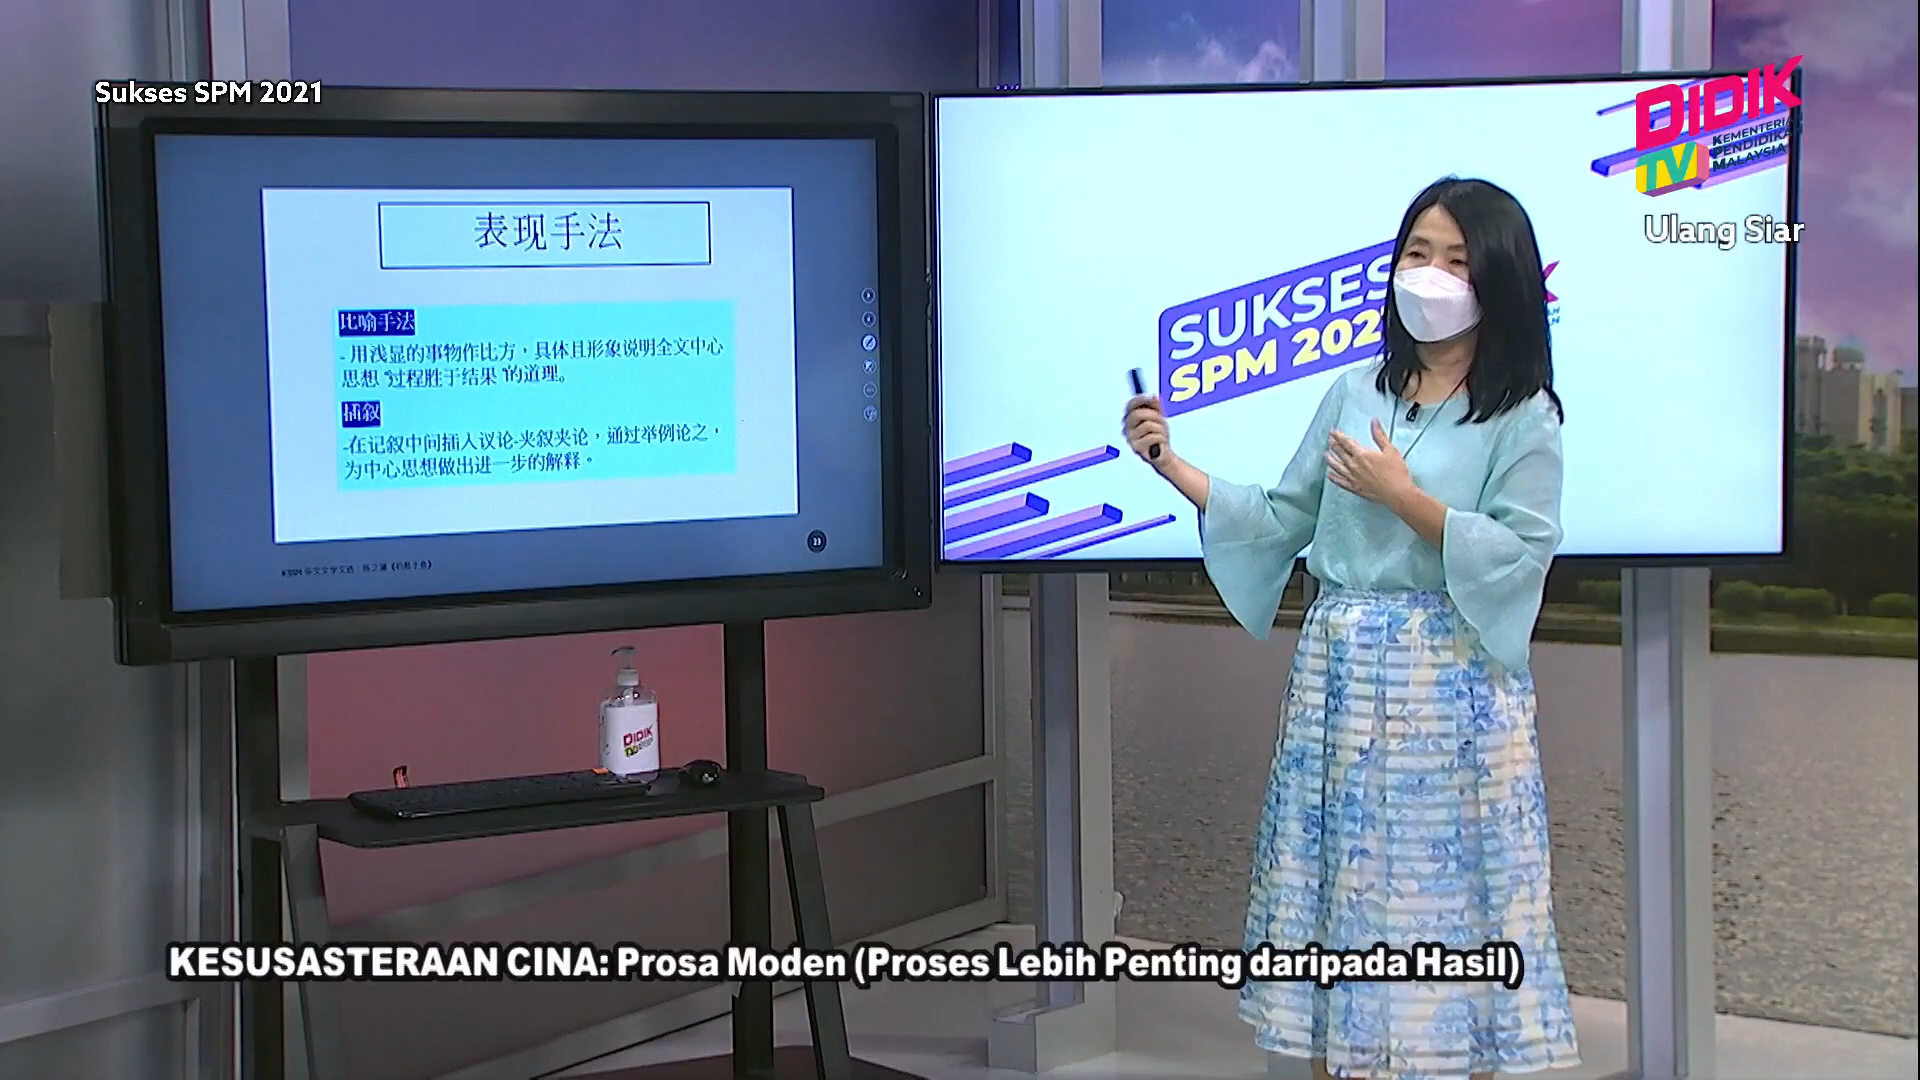 Sukses SPM 2021
DIDIK
TV
KEMENTERIAN
PENDIDIKAN
MALAYSIA
Ulang Siar
表现手法
比喻手法
- 用浅显的事物作比方，具体且形象说明全文中心
思想“过程胜于结果”的道理。
插叙
-在记叙中间插入议论-夹叙夹论，通过举例论之，
为中心思想做出进一步的解释。
23
SUKSES
SPM 202
DIDIK
TV
KESUSASTERAAN CINA: Prosa Moden (Proses Lebih Penting daripada Hasil)